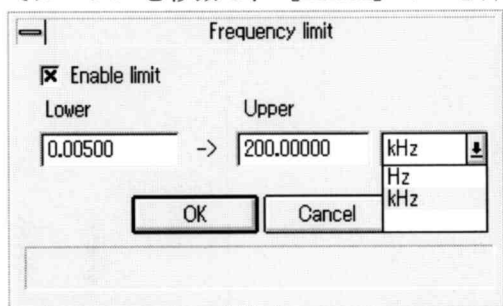 Frequency limit
Enable limit
Lower Upper
0.00500 -> 200.00000 kHz
Hz
kHz
OK Cancel